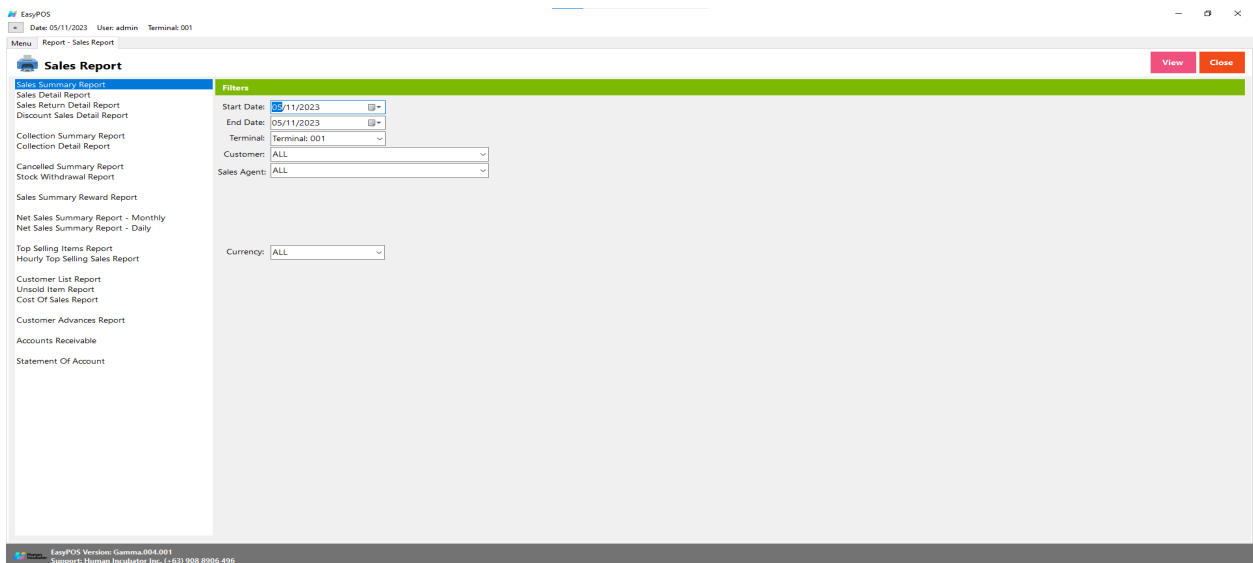 EasyPOS
Date: 05/11/2023 User: admin Terminal: 001
Menu Report - Sales Report
Sales Report
View Close
Sales Summary Report
Sales Detail Report
Sales Return Detail Report
Discount Sales Detail Report
Collection Summary Report
Collection Detail Report
Cancelled Summary Report
Stock Withdrawal Report
Sales Summary Reward Report
Net Sales Summary Report - Monthly
Net Sales Summary Report - Daily
Top Selling Items Report
Hourly Top Selling Sales Report
Customer List Report
Unsold Item Report
Cost Of Sales Report
Customer Advances Report
Accounts Receivable
Statement Of Account
Filters
Start Date: 05/11/2023
End Date: 05/11/2023
Terminal: Terminal: 001
Customer: ALL
Sales Agent: ALL
Currency: ALL
EasyPOS Version: Gamma.004.001
Support: Human Incubator Inc. (+63) 908 8906 496